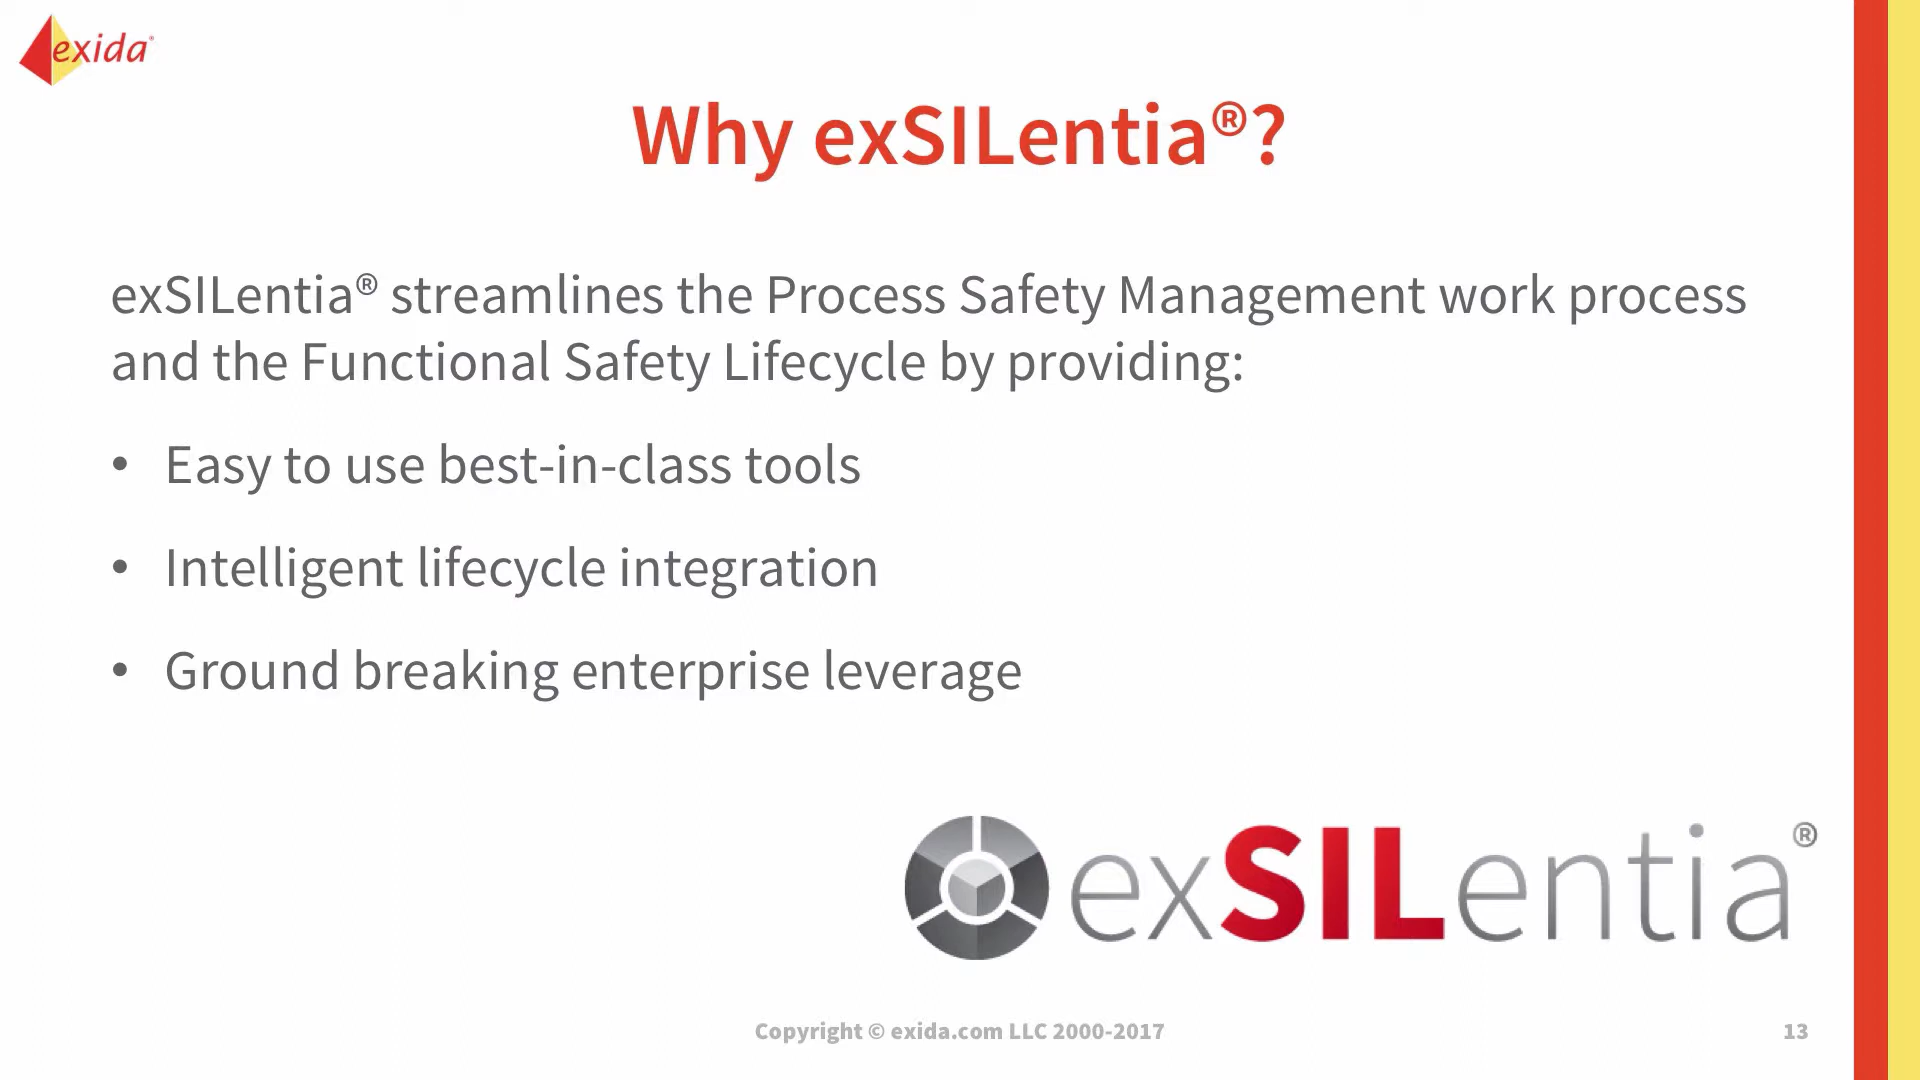 exida®
Why exSILentia®?
exSILentia® streamlines the Process Safety Management work process
and the Functional Safety Lifecycle by providing:
• Easy to use best-in-class tools
• Intelligent lifecycle integration
• Ground breaking enterprise leverage
exSILentia®
Copyright © exida.com LLC 2000-2017
13